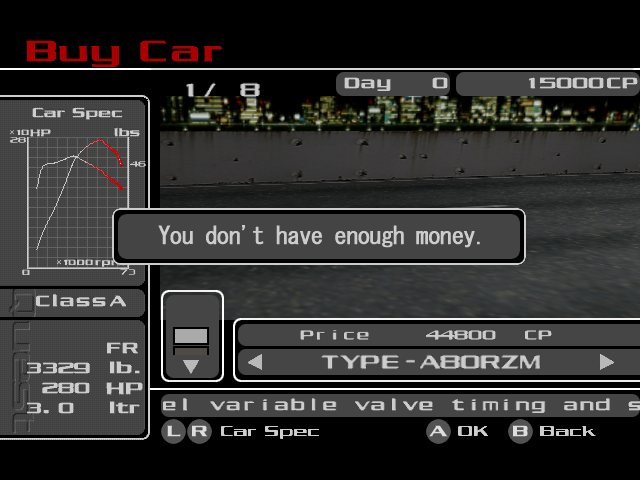 Buy Car
1/ 8
Day 0
15000CP
Car Spec
×10HP
lbs
28
46
×1000rpm
0
7.3
You don't have enough money.
ClassA
FR
3329 lb.
280 HP
3.0 ltr
Price 44800 CP
TYPE-A80RZM
el variable valve timing and s
L R Car Spec
A OK
B Back